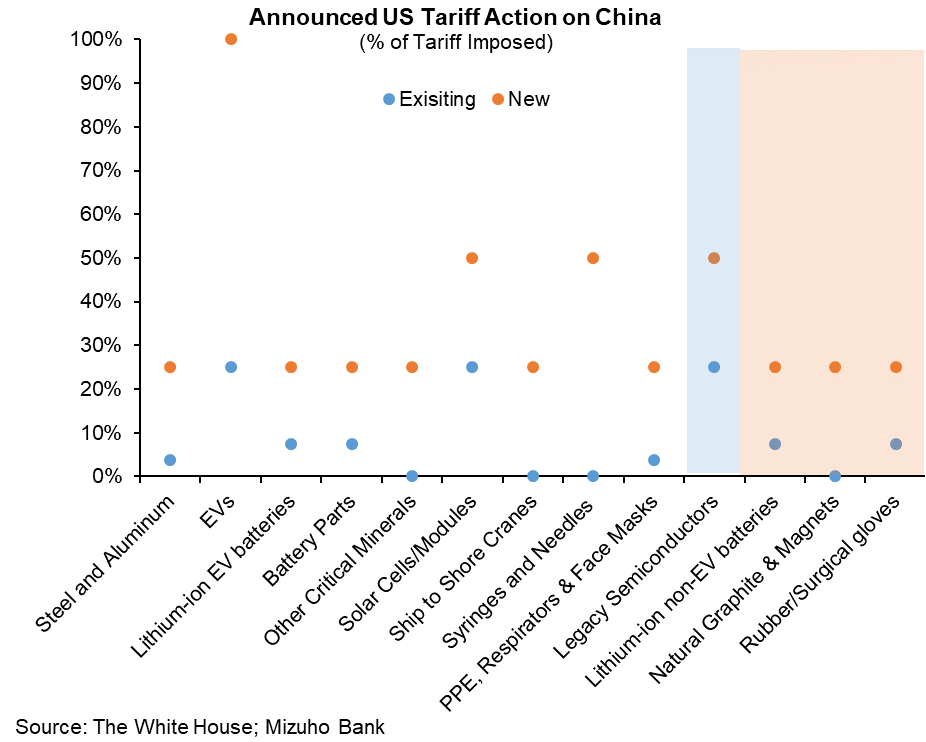 Announced US Tariff Action on China
(% of Tariff Imposed)
Exisiting
New
100%
90%
80%
70%
60%
50%
40%
30%
20%
10%
0%
Steel and Aluminum
EVs
Lithium-ion EV batteries
Battery Parts
Other Critical Minerals
Solar Cells/Modules
Ship to Shore Cranes
Syringes and Needles
PPE, Respirators & Face Masks
Legacy Semiconductors
Lithium-ion non-EV batteries
Natural Graphite & Magnets
Rubber/Surgical gloves
Source: The White House; Mizuho Bank